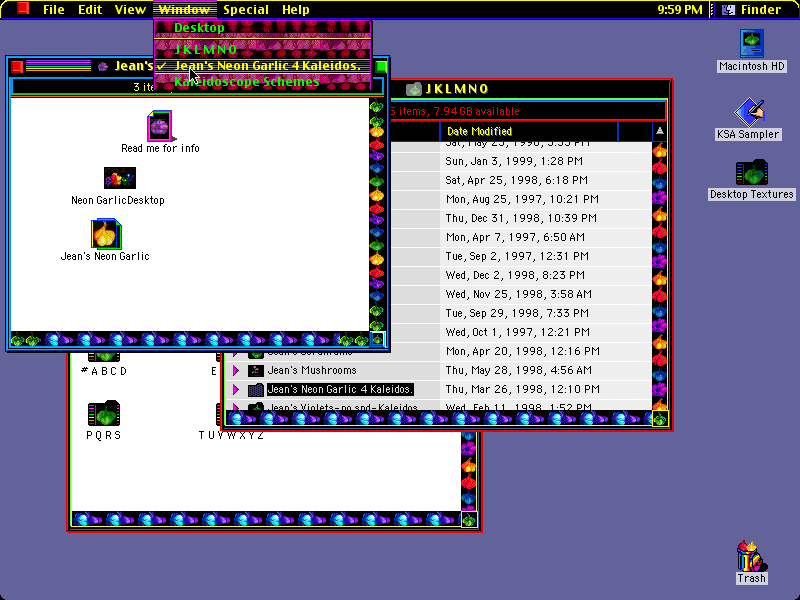 File Edit View Window Special Help 9:59 PM Finder
Desktop
JKLMNO
✓ Jean's Neon Garlic 4 Kaleidos.
Kaleidoscope Schemes
Jean's
3 ite
Read me for info
Neon GarlicDesktop
Jean's Neon Garlic
JKLMNO
items, 7.94 GB available
Date Modified
Sat, May 23, 1998, 3:33 PM
Sun, Jan 3, 1999, 1:28 PM
Sat, Apr 25, 1998, 6:18 PM
Mon, Aug 25, 1997, 10:21 PM
Thu, Dec 31, 1998, 10:39 PM
Mon, Apr 7, 1997, 6:50 AM
Tue, Sep 2, 1997, 12:31 PM
Wed, Dec 2, 1998, 8:23 PM
Wed, Nov 25, 1998, 3:58 AM
Tue, Sep 29, 1998, 7:33 PM
Wed, Oct 1, 1997, 12:21 PM
Mon, Apr 20, 1998, 12:16 PM
Jean's Mushrooms Thu, May 28, 1998, 4:56 AM
Jean's Neon Garlic 4 Kaleidos. Thu, Mar 26, 1998, 12:10 PM
Jean's Violets-no spd-Kaleidos Wed, Feb 11, 1998, 1:52 PM
#ABCD
E
PQRS
TUVWXYZ
Macintosh HD
KSA Sampler
Desktop Textures
Trash